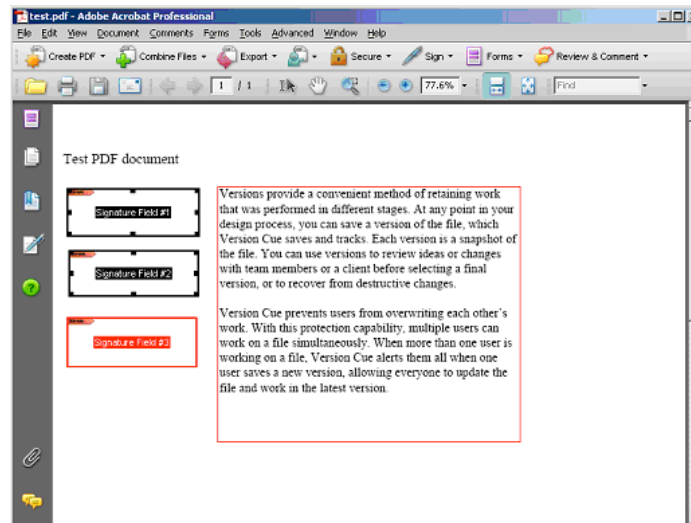 test.pdf - Adobe Acrobat Professional
File Edit View Document Comments Forms Tools Advanced Window Help
Create PDF Combine Files Export Secure Sign Forms Review & Comment
1 / 1 77.6% Find
Test PDF document
Signature Field #1
Signature Field #2
Signature Field #3
Versions provide a convenient method of retaining work
that was performed in different stages. At any point in your
design process, you can save a version of the file, which
Version Cue saves and tracks. Each version is a snapshot of
the file. You can use versions to review ideas or changes
with team members or a client before selecting a final
version, or to recover from destructive changes.
Version Cue prevents users from overwriting each other’s
work. With this protection capability, multiple users can
work on a file simultaneously. When more than one user is
working on a file, Version Cue alerts them all when one
user saves a new version, allowing everyone to update the
file and work in the latest version.